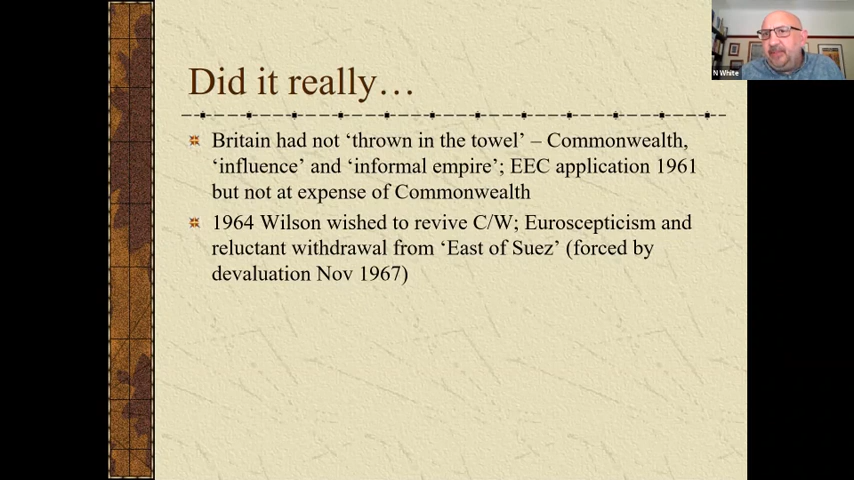 N White
Did it really…
Britain had not ‘thrown in the towel’ – Commonwealth,
‘influence’ and ‘informal empire’; EEC application 1961
but not at expense of Commonwealth
1964 Wilson wished to revive C/W; Euroscepticism and
reluctant withdrawal from ‘East of Suez’ (forced by
devaluation Nov 1967)